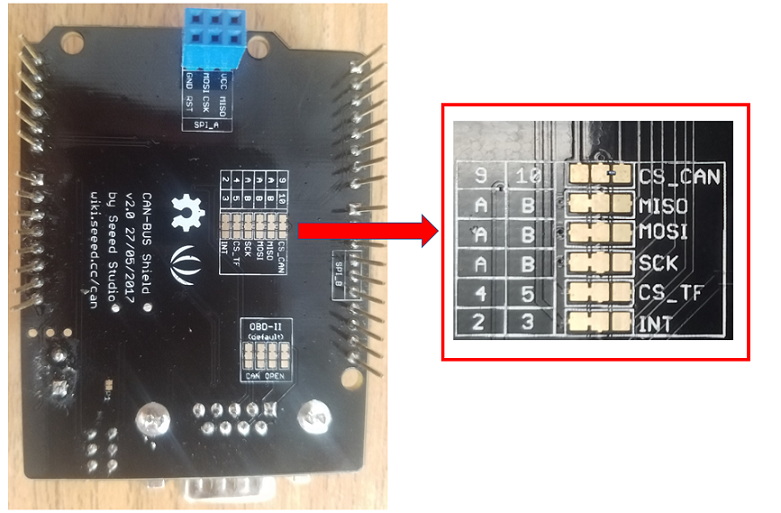 GND MOSI VCC
RST CSK MISO
SPI_A
2 4 A A A 9
3 5 B B B 10
INT CS_TF SCK MOSI MISO CS_CAN
SPI_B
CAN-BUS Shield
v2.0 27/05/2017
by Seeed Studio
wiki.seeed.cc/can
OBD-II
(default)
CAN OPEN
9 10 CS_CAN
A B MISO
A B MOSI
A B SCK
4 5 CS_TF
2 3 INT